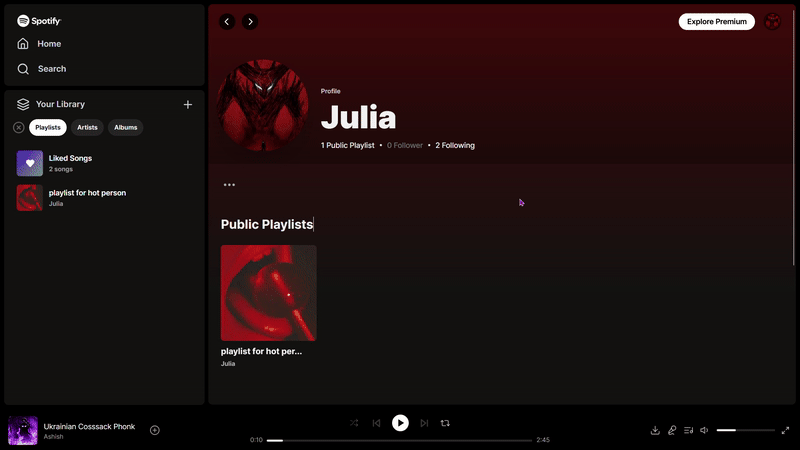 Spotify
Home
Search
Your Library
Playlists
Artists
Albums
Liked Songs
2 songs
playlist for hot person
Julia
Explore Premium
Profile
Julia
1 Public Playlist • 0 Follower • 2 Following
Public Playlists
playlist for hot per...
Julia
Ukrainian Cosssack Phonk
Ashish
0:10
2:45